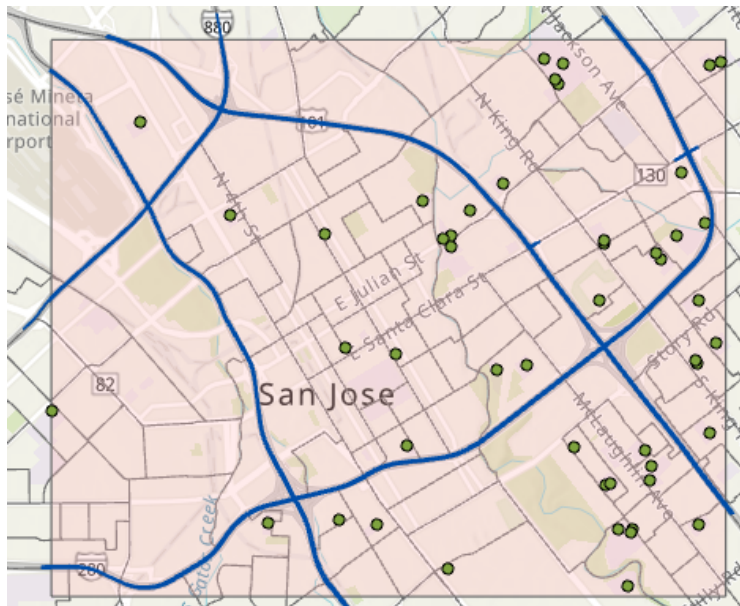 880
Jackson Ave
sé Mineta
national
rport
101
N King Rd
130
N 4th St
E Julian St
E Santa Clara St
Story Rd
82
San Jose
S King
McLaughlin Ave
Gatos Creek
280